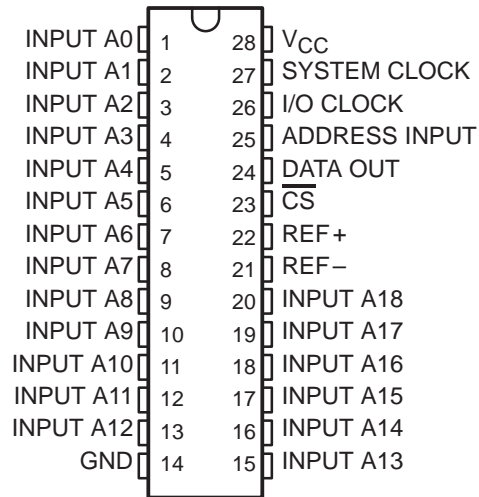 INPUT A0 1 28 VCC
INPUT A1 2 27 SYSTEM CLOCK
INPUT A2 3 26 I/O CLOCK
INPUT A3 4 25 ADDRESS INPUT
INPUT A4 5 24 DATA OUT
INPUT A5 6 23 C̅S̅
INPUT A6 7 22 REF+
INPUT A7 8 21 REF–
INPUT A8 9 20 INPUT A18
INPUT A9 10 19 INPUT A17
INPUT A10 11 18 INPUT A16
INPUT A11 12 17 INPUT A15
INPUT A12 13 16 INPUT A14
GND 14 15 INPUT A13